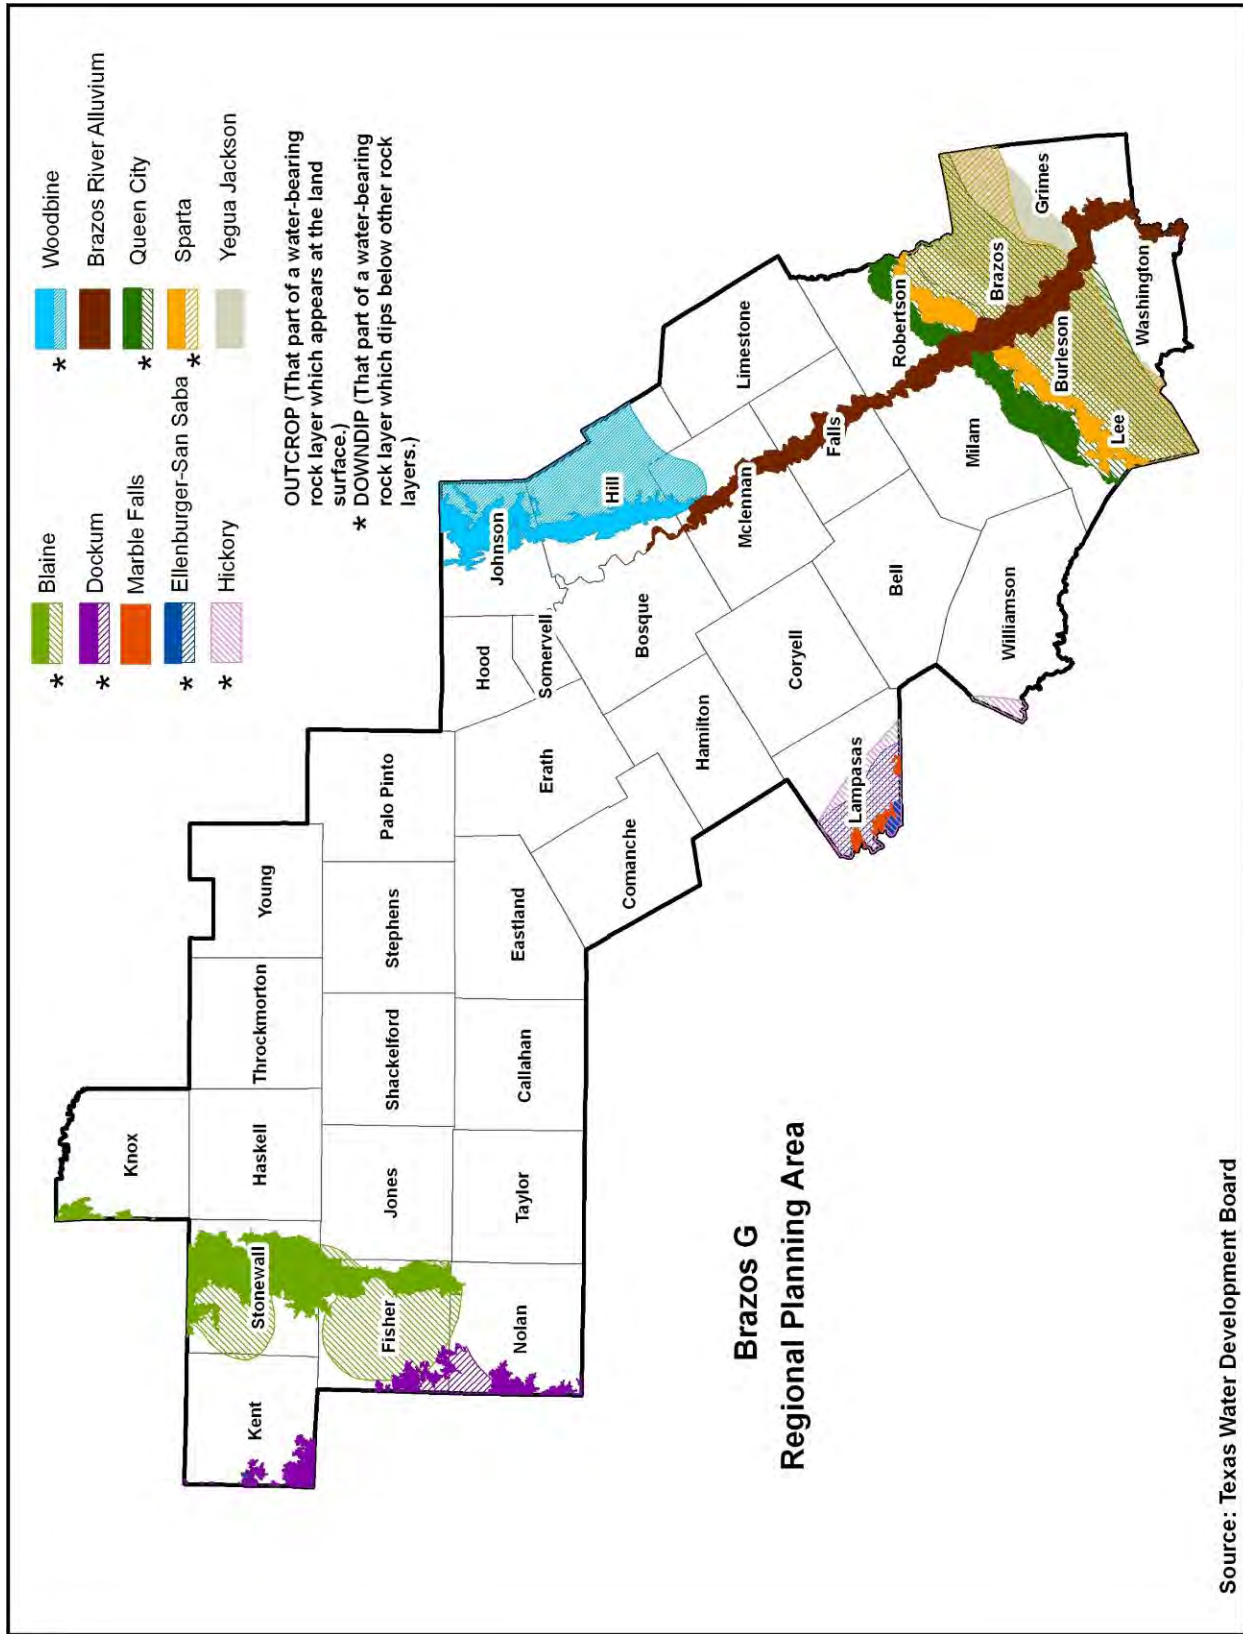 Blaine
Dockum
Marble Falls
Ellenburger-San Saba
Hickory
Woodbine
Brazos River Alluvium
Queen City
Sparta
Yegua Jackson
*
*
*
*
*
*
*
OUTCROP (That part of a water-bearing
rock layer which appears at the land
surface.)
* DOWNDIP (That part of a water-bearing
rock layer which dips below other rock
layers.)
Knox
Kent
Stonewall
Haskell
Throckmorton
Young
Fisher
Jones
Shackelford
Stephens
Palo Pinto
Nolan
Taylor
Callahan
Eastland
Erath
Hood
Johnson
Somervell
Comanche
Hamilton
Bosque
Hill
Coryell
Mclennan
Limestone
Lampasas
Bell
Falls
Robertson
Williamson
Milam
Brazos
Grimes
Burleson
Lee
Washington
Brazos G
Regional Planning Area
Source: Texas Water Development Board